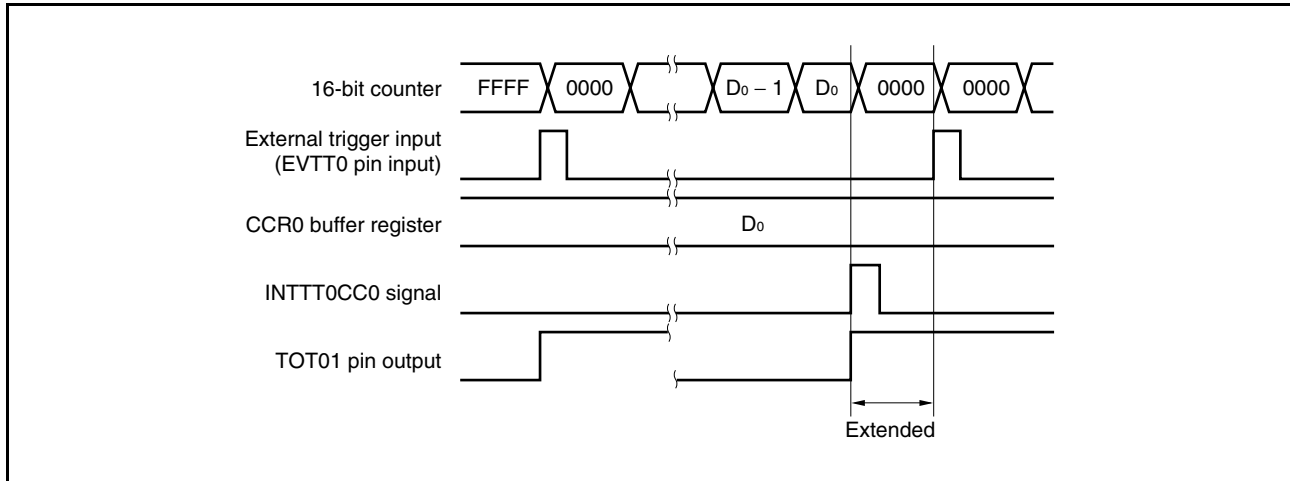 16-bit counter FFFF 0000 D₀ − 1 D₀ 0000 0000
External trigger input
(EVTT0 pin input)
CCR0 buffer register D₀
INTTT0CC0 signal
TOT01 pin output
Extended